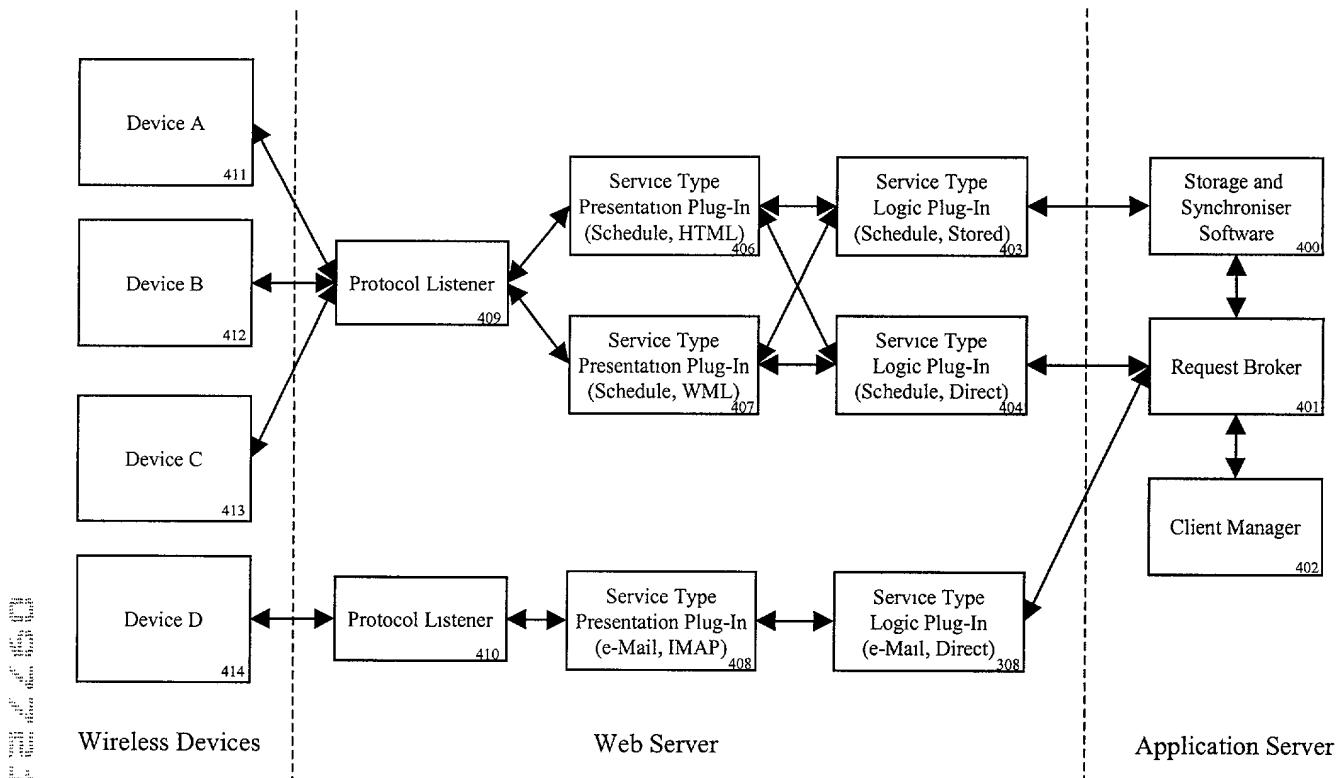 Device A
411
Device B
412
Device C
413
Device D
414
Protocol Listener
409
Protocol Listener
410
Service Type
Presentation Plug-In
(Schedule, HTML)
406
Service Type
Presentation Plug-In
(Schedule, WML)
407
Service Type
Presentation Plug-In
(e-Mail, IMAP)
408
Service Type
Logic Plug-In
(Schedule, Stored)
403
Service Type
Logic Plug-In
(Schedule, Direct)
404
Service Type
Logic Plug-In
(e-Mail, Direct)
308
Storage and
Synchroniser
Software
400
Request Broker
401
Client Manager
402
Wireless Devices
Web Server
Application Server